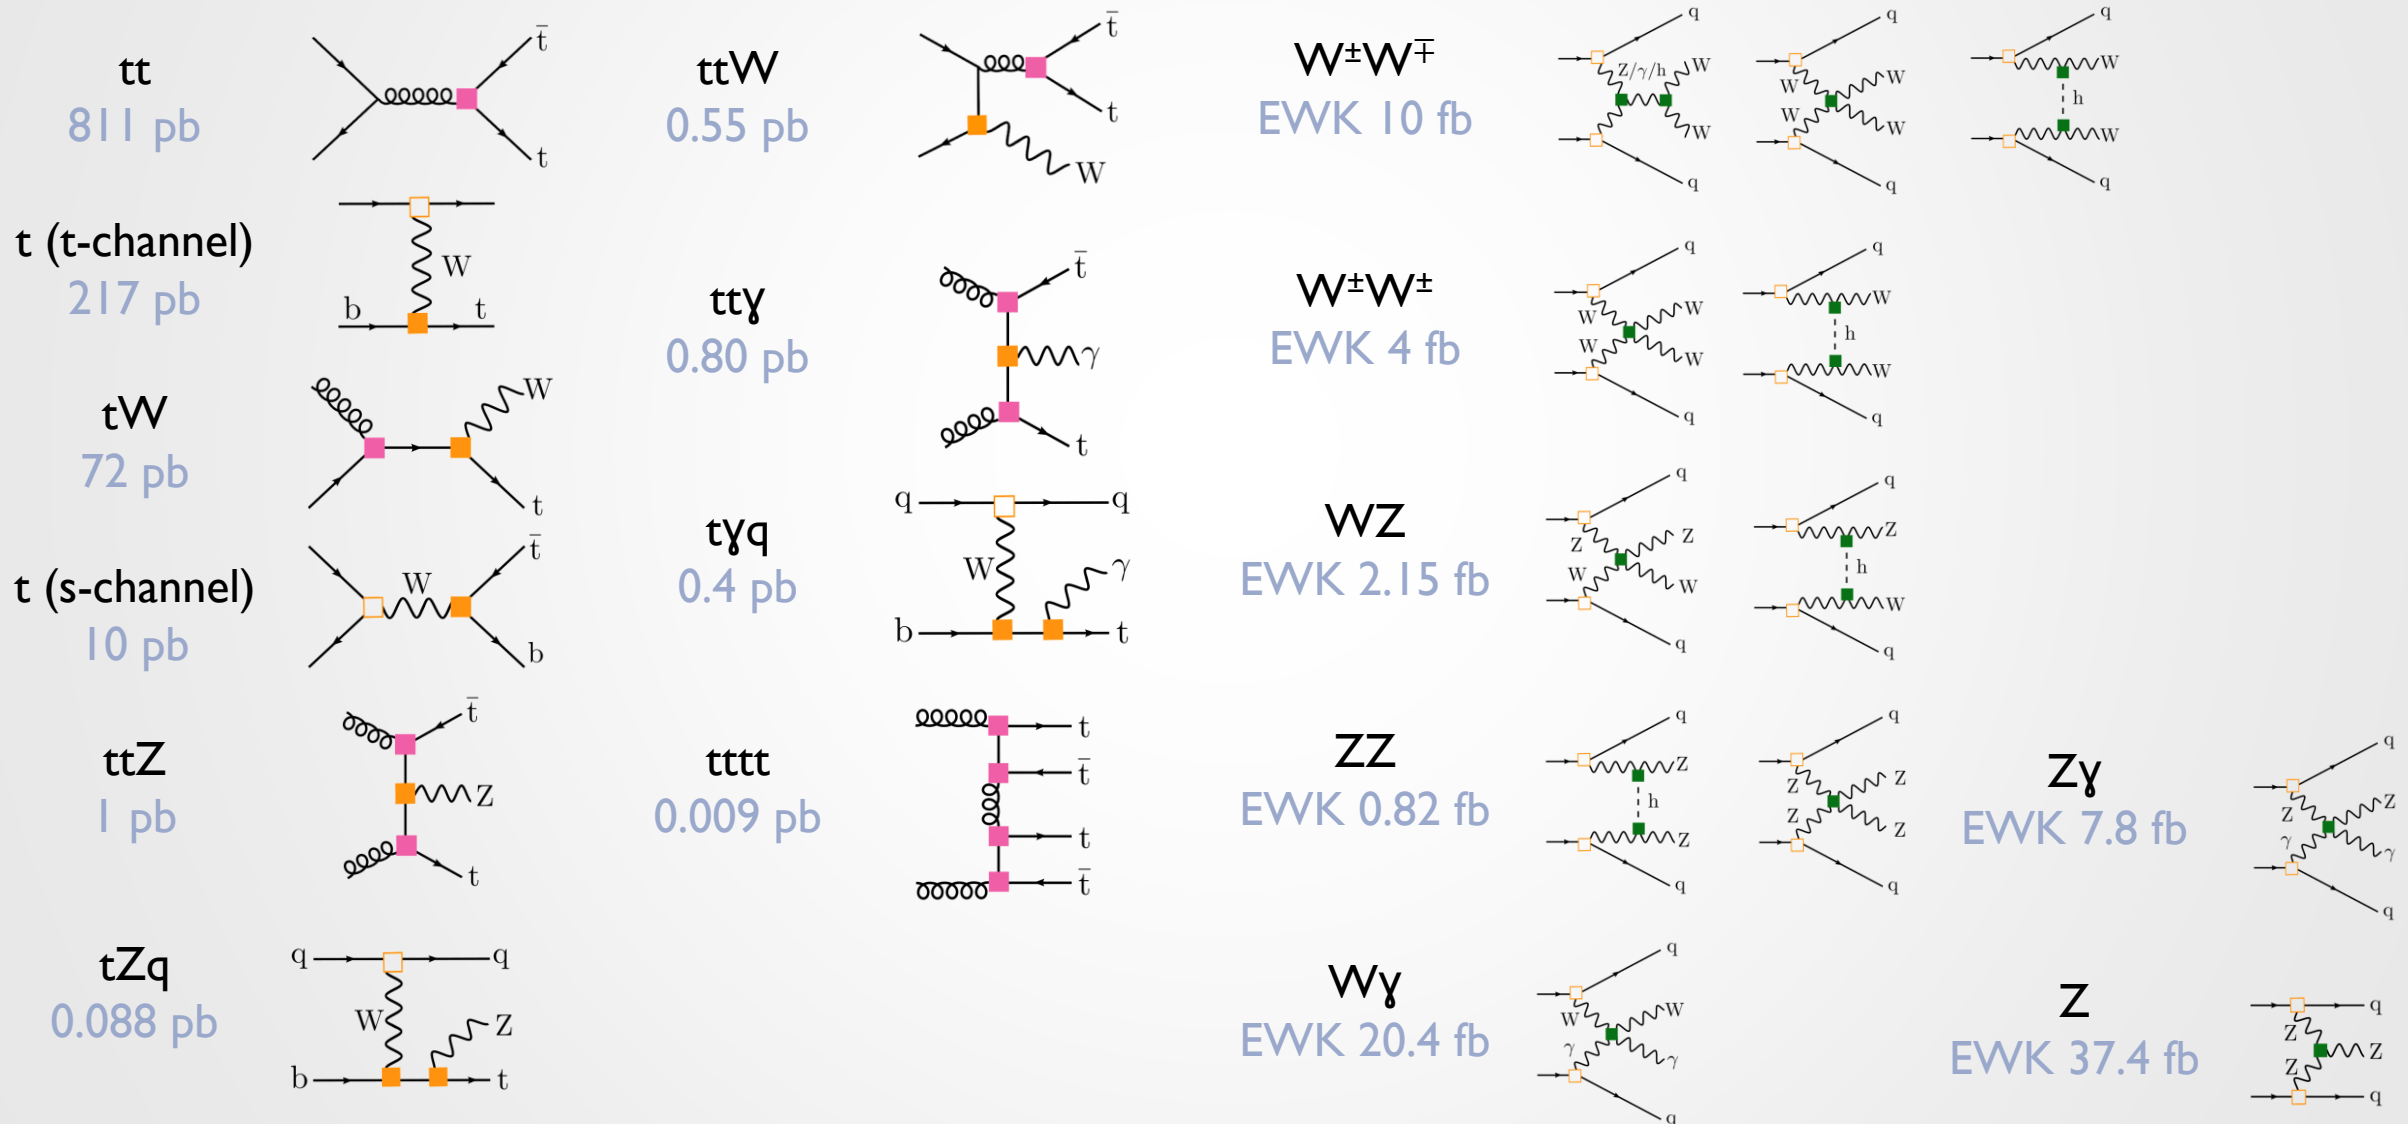 tt
811 pb
t̄
t
t (t-channel)
217 pb
W
b
t
tW
72 pb
W
t
t (s-channel)
10 pb
W
t̄
b
ttZ
1 pb
t̄
Z
t
tZq
0.088 pb
q
q
W
Z
b
t
ttW
0.55 pb
t̄
t
W
ttγ
0.80 pb
t̄
γ
t
tγq
0.4 pb
q
q
W
γ
b
t
tttt
0.009 pb
t
t̄
t
t̄
W±W∓
EWK 10 fb
q
Z/γ/h
W
W
q
q
W
W
W
W
q
q
W
h
W
q
W±W±
EWK 4 fb
q
W
W
W
W
q
q
W
h
W
q
WZ
EWK 2.15 fb
q
Z
Z
W
W
q
q
Z
h
W
q
ZZ
EWK 0.82 fb
q
Z
h
Z
q
q
Z
Z
Z
Z
q
Zγ
EWK 7.8 fb
q
Z
Z
γ
γ
q
Wγ
EWK 20.4 fb
q
W
W
γ
γ
q
Z
EWK 37.4 fb
q
Z
Z
Z
q